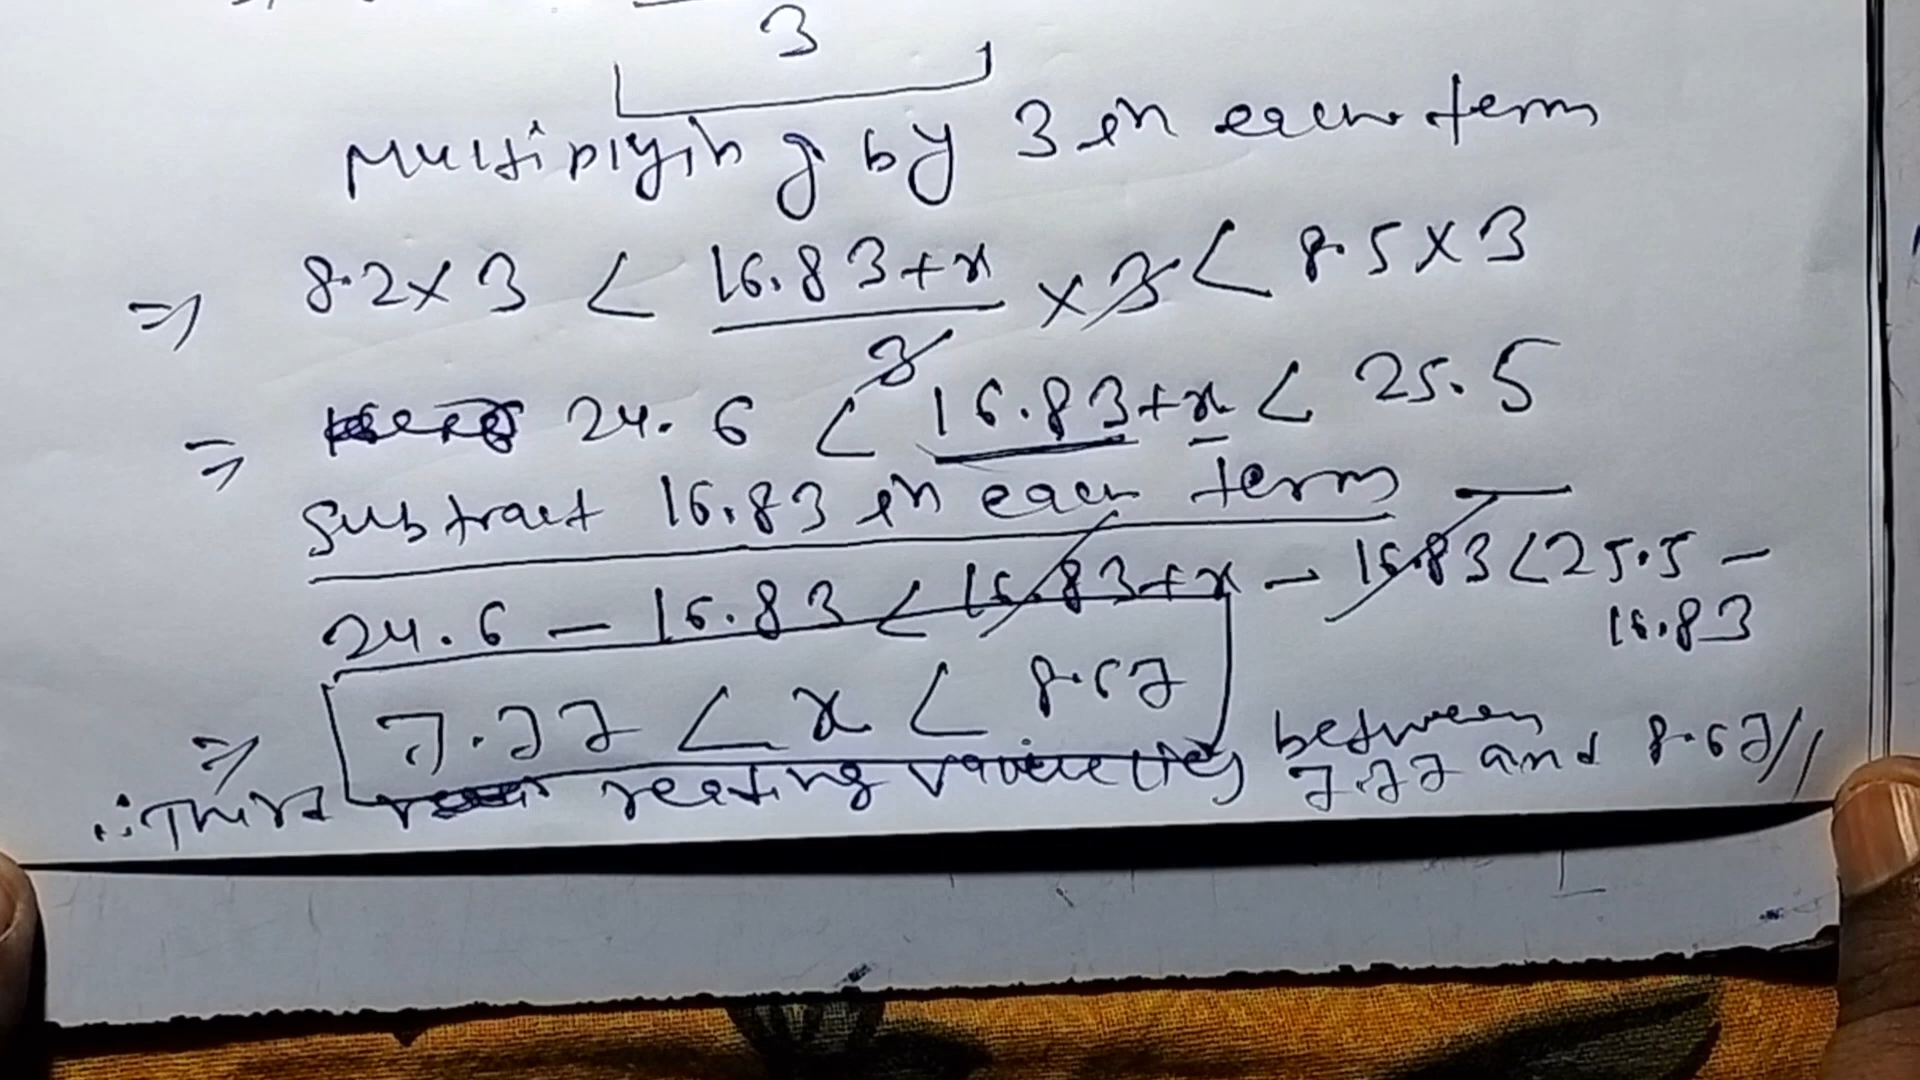 3
Multiplying by 3 in each term
⇒ 8.2×3 < 16.83+x / 3 ×3 < 8.5×3
⇒ 24.6 < 16.83+x < 25.5
Subtract 16.83 in each term
24.6 – 16.83 < 16.83+x – 16.83 < 25.5 –
16.83
⇒ 7.77 < x < 8.67
∴ Third reating between
7.77 and 8.67//